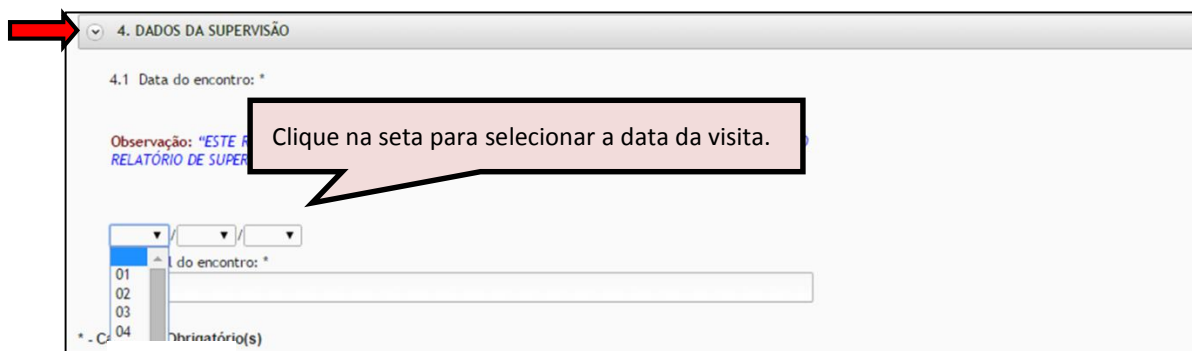 4. DADOS DA SUPERVISÃO
4.1 Data do encontro: *
Clique na seta para selecionar a data da visita.
Observação: "ESTE
RELATÓRIO DE
/ /
do encontro: *
01
02
03
04
* - Obrigatório(s)